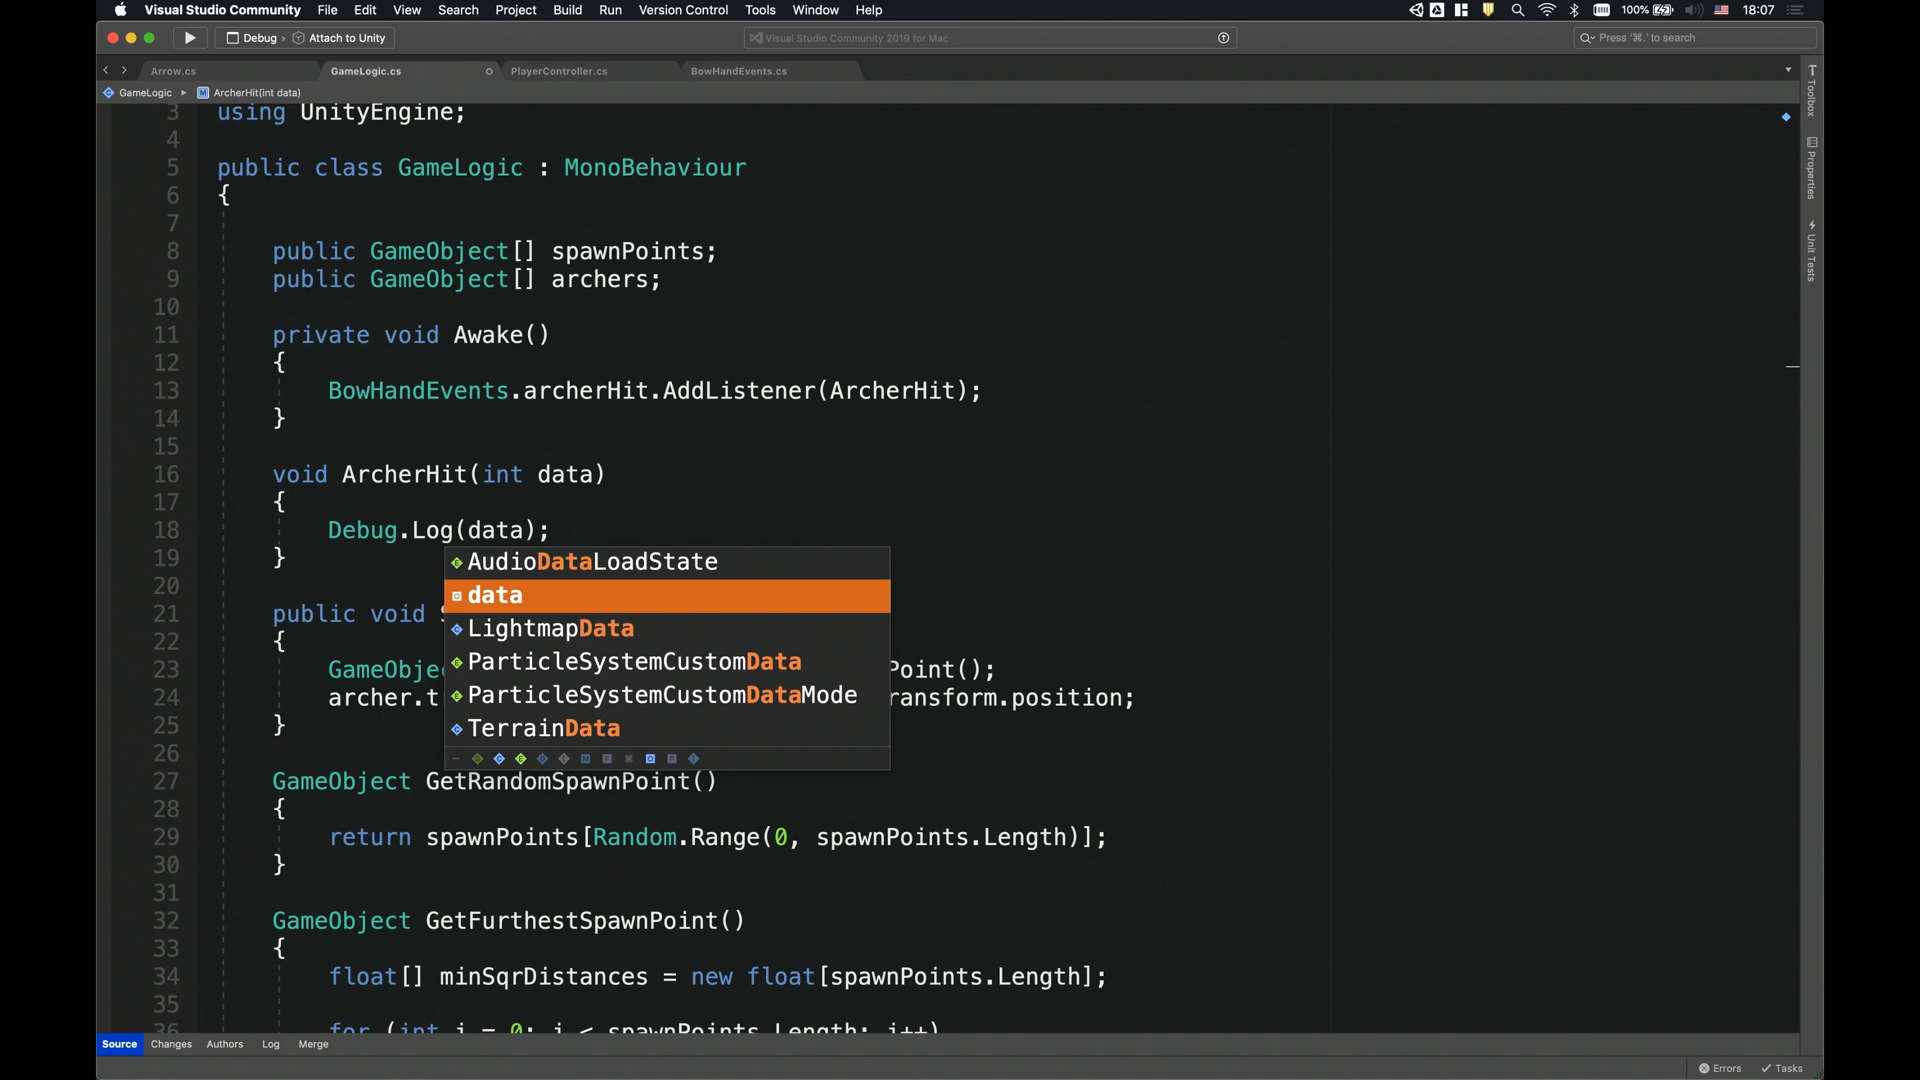 Visual Studio Community File Edit View Search Project Build Run Version Control Tools Window Help 100% 18:07
Debug › Attach to Unity Visual Studio Community 2019 for Mac Press '⌘.' to search
Arrow.cs GameLogic.cs PlayerController.cs BowHandEvents.cs
GameLogic ▸ ArcherHit(int data)
3 using UnityEngine;
4
5 public class GameLogic : MonoBehaviour
6 {
7
8 public GameObject[] spawnPoints;
9 public GameObject[] archers;
10
11 private void Awake()
12 {
13 BowHandEvents.archerHit.AddListener(ArcherHit);
14 }
15
16 void ArcherHit(int data)
17 {
18 Debug.Log(data);
19 }
AudioDataLoadState
20
data
21 public void
22 {
LightmapData
23 GameObje Point();
ParticleSystemCustomData
24 archer.t ransform.position;
ParticleSystemCustomDataMode
25 }
TerrainData
26
27 GameObject GetRandomSpawnPoint()
28 {
29 return spawnPoints[Random.Range(0, spawnPoints.Length)];
30 }
31
32 GameObject GetFurthestSpawnPoint()
33 {
34 float[] minSqrDistances = new float[spawnPoints.Length];
35
36 for (int i = 0; i < spawnPoints.Length; i++)
Toolbox
Properties
Unit Tests
Source Changes Authors Log Merge
Errors Tasks